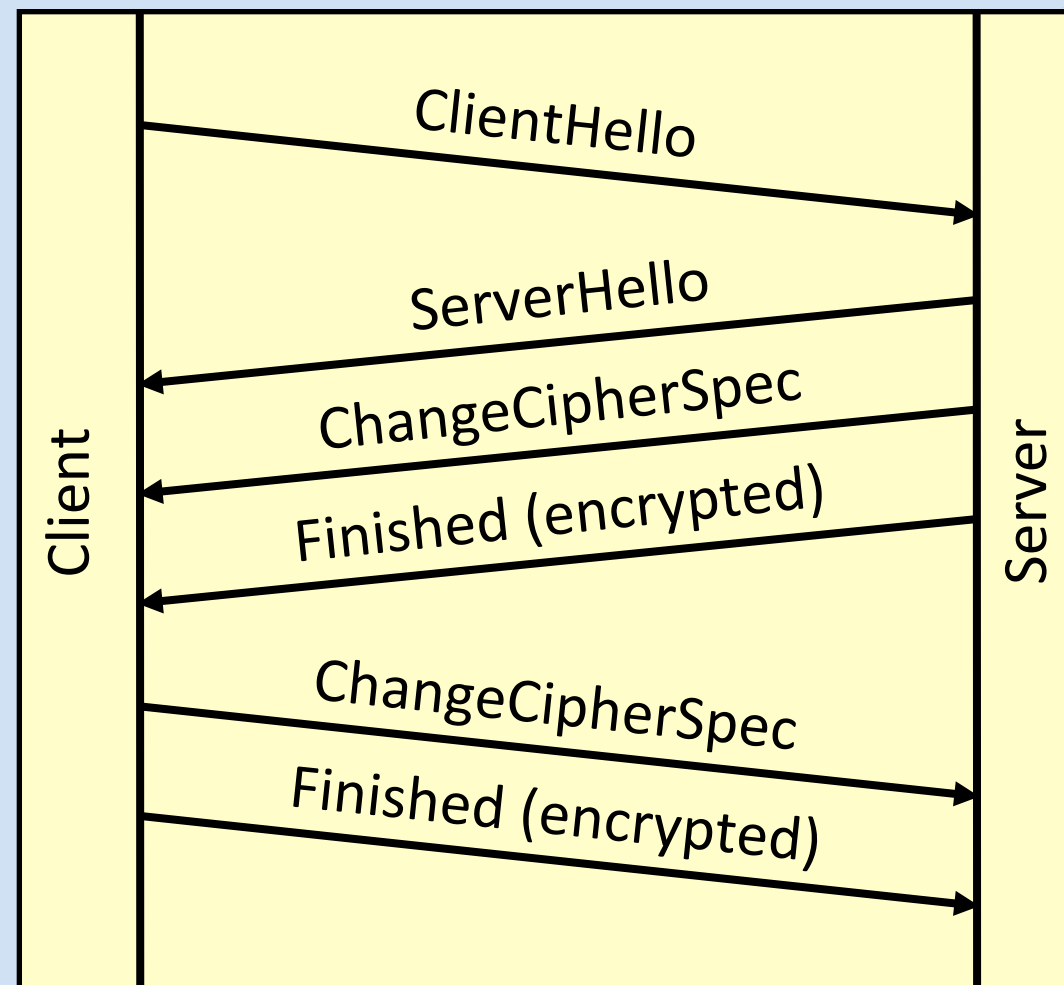 ClientHello
ServerHello
ChangeCipherSpec
Finished (encrypted)
ChangeCipherSpec
Finished (encrypted)
Client
Server